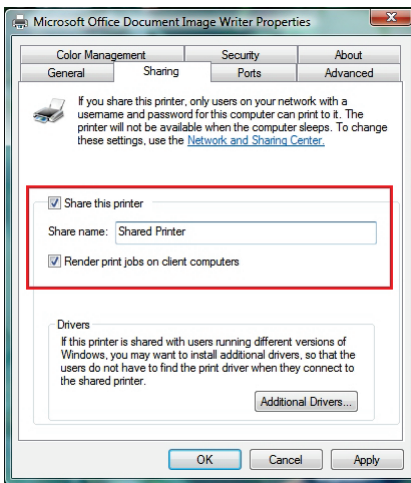 Microsoft Office Document Image Writer Properties
Color Management Security About
General Sharing Ports Advanced
If you share this printer, only users on your network with a
username and password for this computer can print to it. The
printer will not be available when the computer sleeps. To change
these settings, use the Network and Sharing Center.
Share this printer
Share name: Shared Printer
Render print jobs on client computers
Drivers
If this printer is shared with users running different versions of
Windows, you may want to install additional drivers, so that the
users do not have to find the print driver when they connect to
the shared printer.
Additional Drivers...
OK Cancel Apply